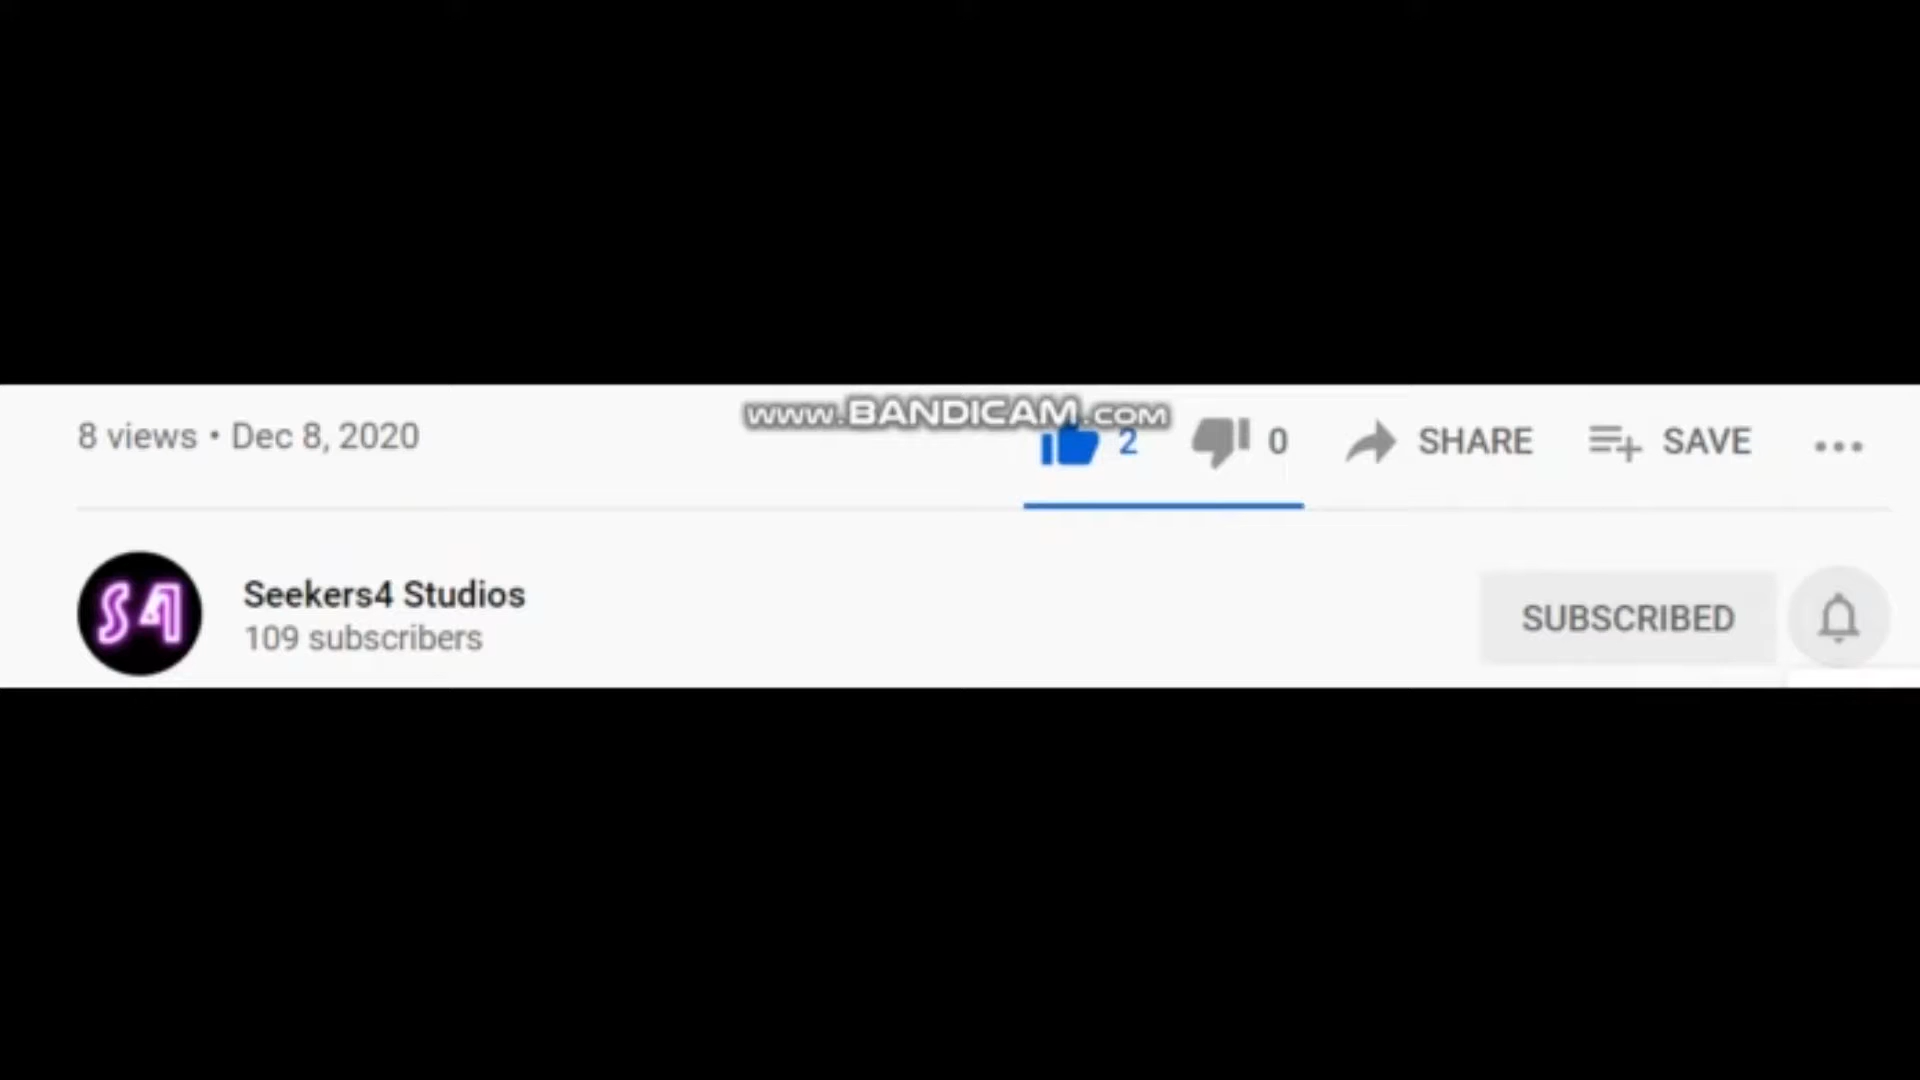 www.BANDICAM.com
8 views • Dec 8, 2020
2 0 SHARE SAVE
S4
Seekers4 Studios
109 subscribers
SUBSCRIBED